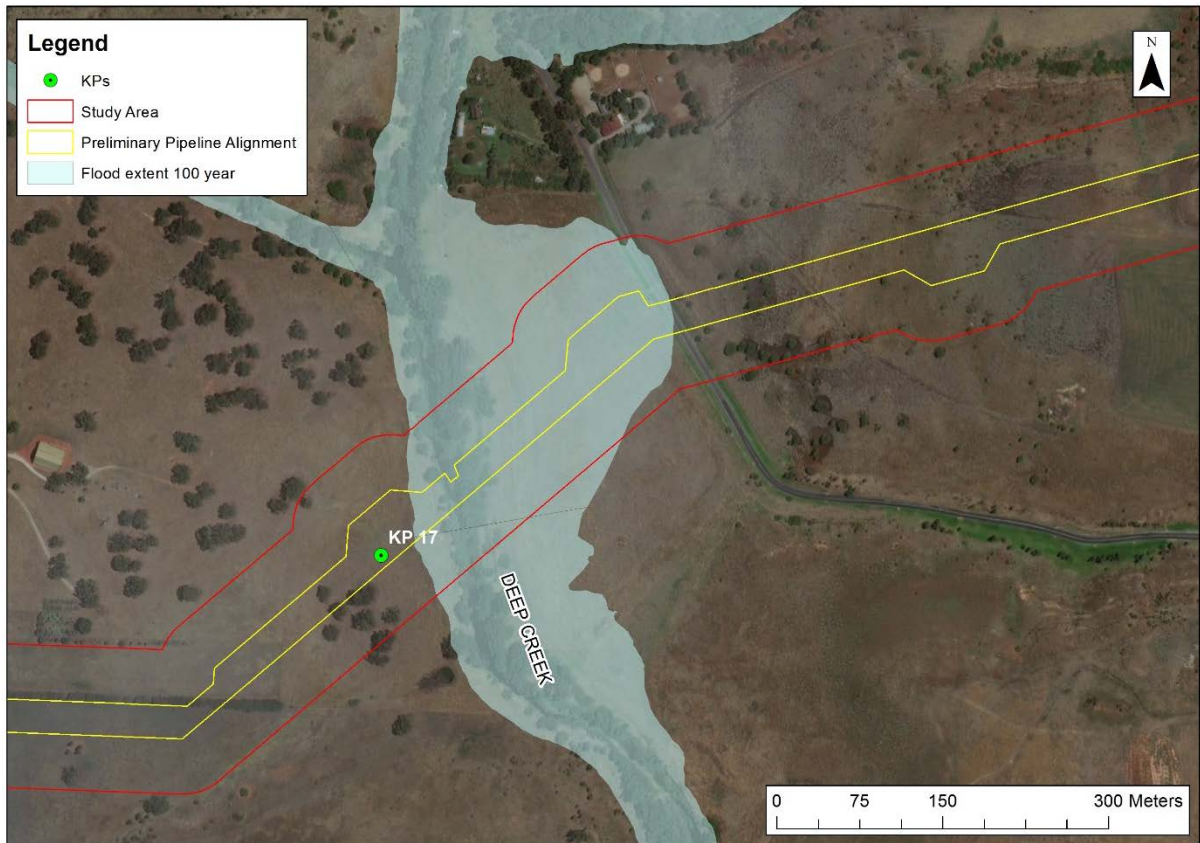 Legend
KPs
Study Area
Preliminary Pipeline Alignment
Flood extent 100 year
N
KP 17
DEEP CREEK
0 75 150 300 Meters